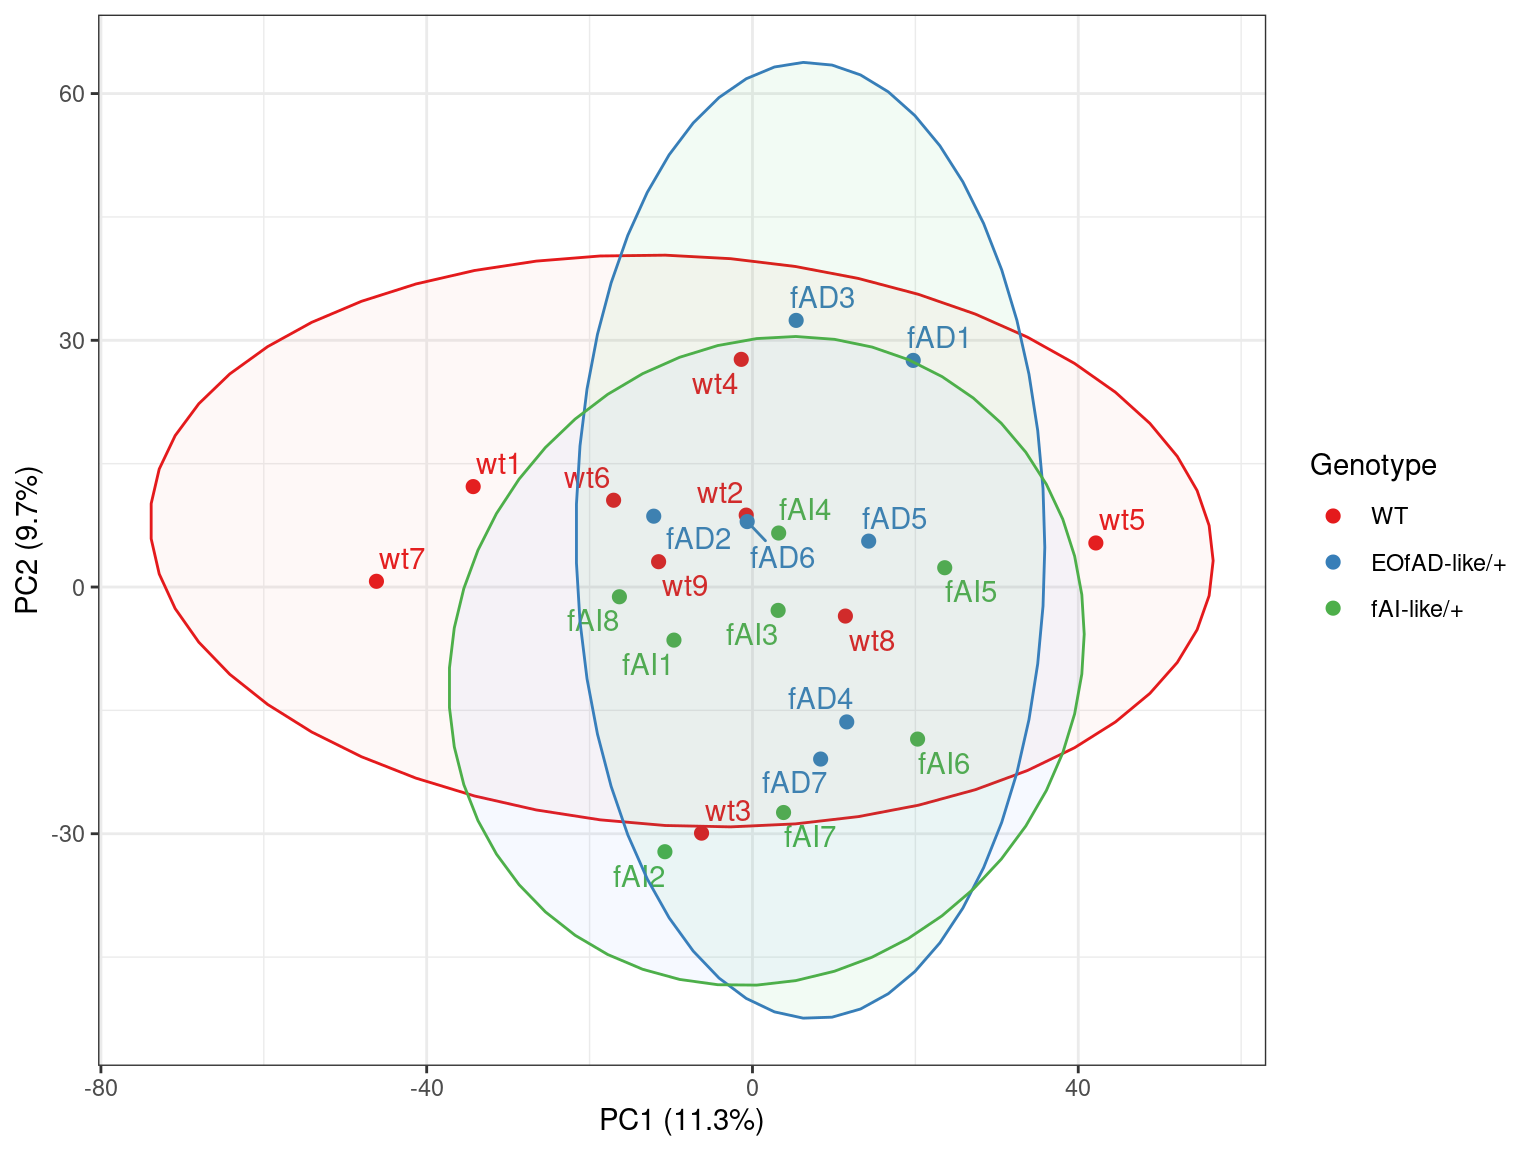 60
30
0
-30
-80
-40
0
40
PC1 (11.3%)
PC2 (9.7%)
fAD3
fAD1
wt4
wt1
wt6
wt2
fAI4
fAD5
wt5
fAD2
fAD6
wt7
wt9
fAI5
fAI8
fAI3
wt8
fAI1
fAD4
fAI6
fAD7
wt3
fAI7
fAI2
Genotype
WT
EOfAD-like/+
fAI-like/+